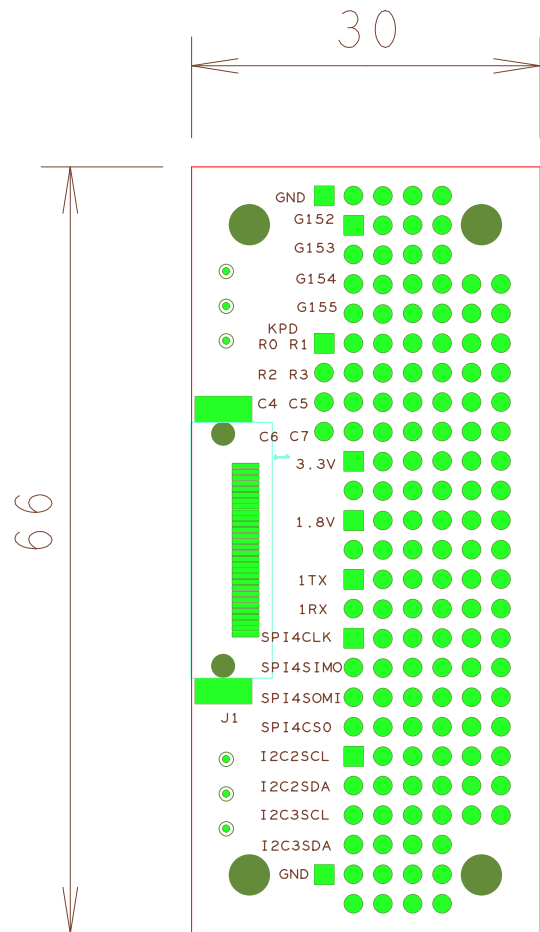 30
GND
G152
G153
G154
G155
KPD
R0 R1
R2 R3
C4 C5
C6 C7
3.3V
66
1.8V
1TX
1RX
SPI4CLK
SPI4SIMO
SPI4SOMI
J1
SPI4CS0
I2C2SCL
I2C2SDA
I2C3SCL
I2C3SDA
GND